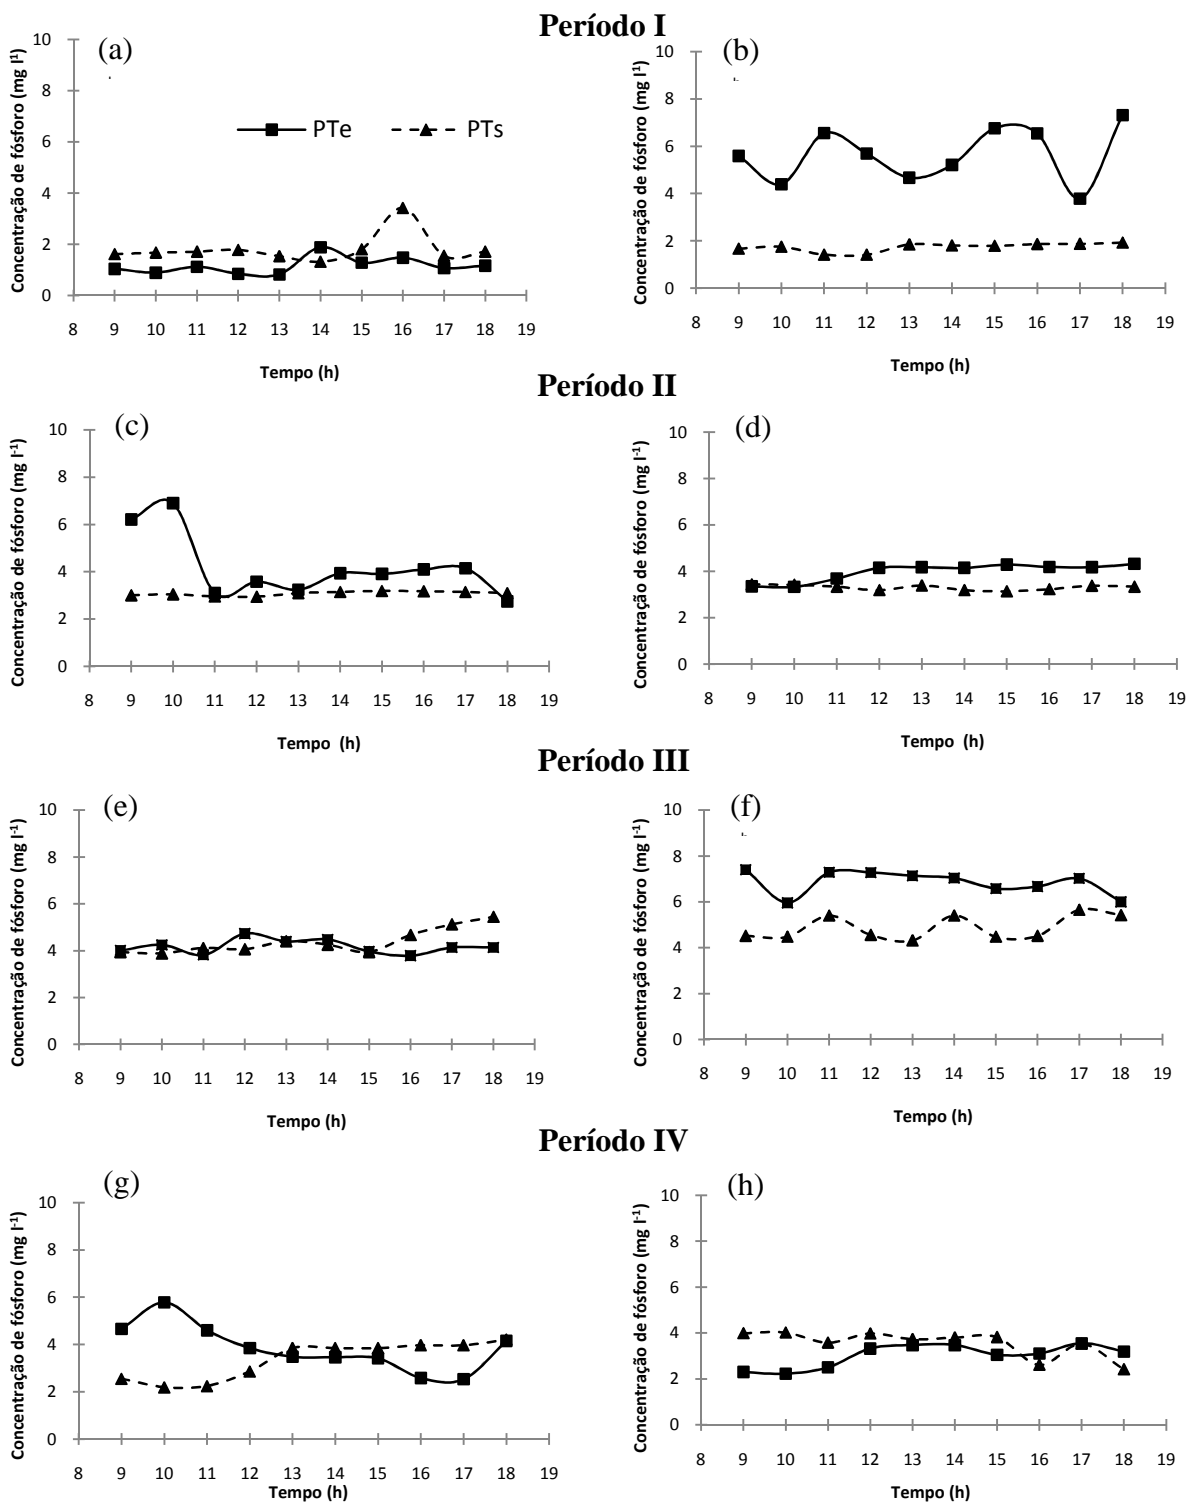 Período I
(a)
Concentração de fósforo (mg l¹)
10
8
6
4
2
0
PTe
PTs
8 9 10 11 12 13 14 15 16 17 18 19
Tempo (h)
(b)
Concentração de fósforo (mg l¹)
10
8
6
4
2
0
8 9 10 11 12 13 14 15 16 17 18 19
Tempo (h)
Período II
(c)
Concentração de fósforo (mg l⁻¹)
10
8
6
4
2
0
8 9 10 11 12 13 14 15 16 17 18 19
Tempo (h)
(d)
Concentração de fósforo (mg l⁻¹)
10
8
6
4
2
0
8 9 10 11 12 13 14 15 16 17 18 19
Tempo (h)
Período III
(e)
Concentração de fósforo (mg l⁻¹)
10
8
6
4
2
0
8 9 10 11 12 13 14 15 16 17 18 19
Tempo (h)
(f)
Concentração de fósforo (mg l⁻¹)
10
8
6
4
2
0
8 9 10 11 12 13 14 15 16 17 18 19
Tempo (h)
Período IV
(g)
Concentração de fósforo (mg l⁻¹)
10
8
6
4
2
0
8 9 10 11 12 13 14 15 16 17 18 19
Tempo (h)
(h)
Concentração de fósforo (mg l⁻¹)
10
8
6
4
2
0
8 9 10 11 12 13 14 15 16 17 18 19
Tempo (h)